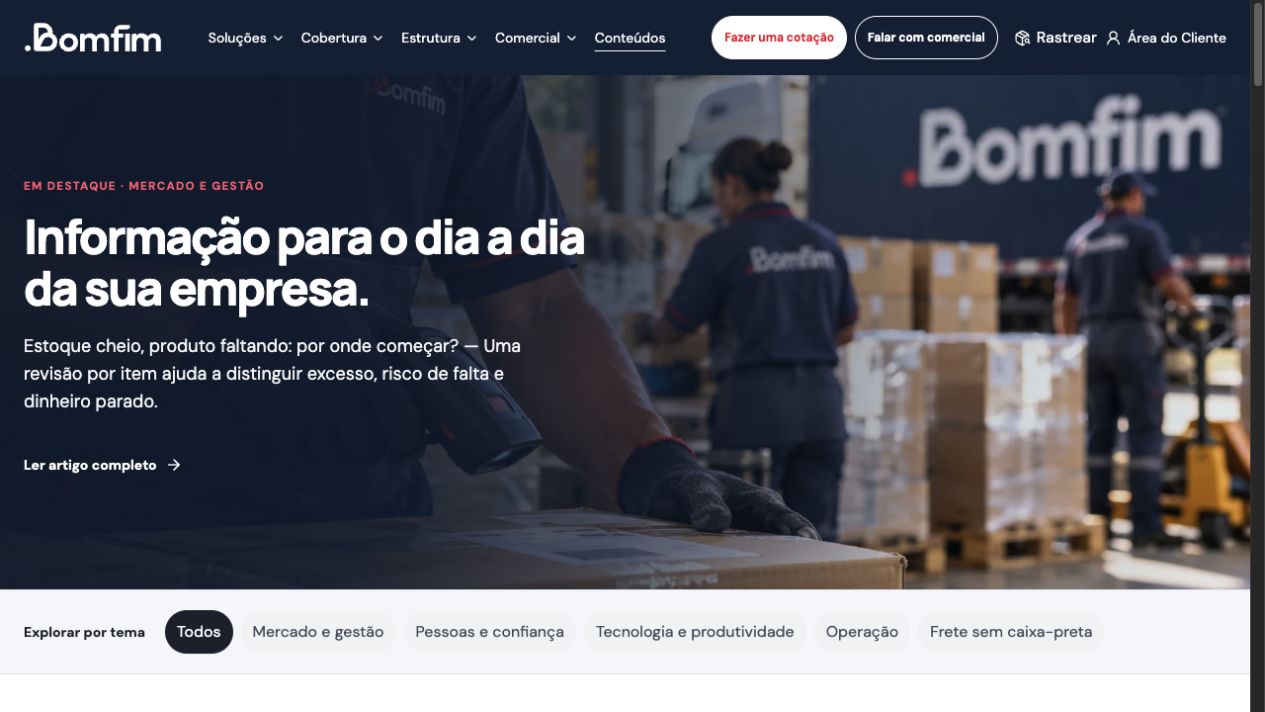 .Bomfim
Soluções
Cobertura
Estrutura
Comercial
Conteúdos
Fazer uma cotação
Falar com comercial
Rastrear
Área do Cliente
Bomfim
.Bomfim
Bomfim
EM DESTAQUE · MERCADO E GESTÃO
Informação para o dia a dia
da sua empresa.
Estoque cheio, produto faltando: por onde começar? — Uma
revisão por item ajuda a distinguir excesso, risco de falta e
dinheiro parado.
Ler artigo completo
Explorar por tema
Todos
Mercado e gestão
Pessoas e confiança
Tecnologia e produtividade
Operação
Frete sem caixa-preta